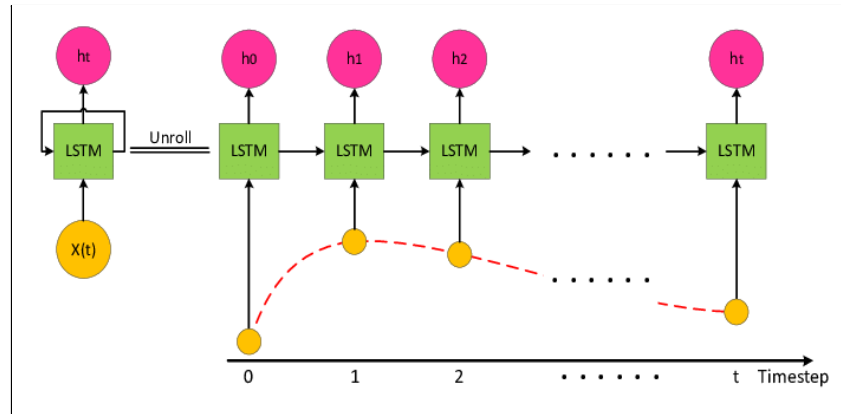 ht h0 h1 h2 ht
Unroll
LSTM LSTM LSTM LSTM . . . . . . LSTM
X(t)
. . . . . .
0 1 2 . . . . . . t Timestep